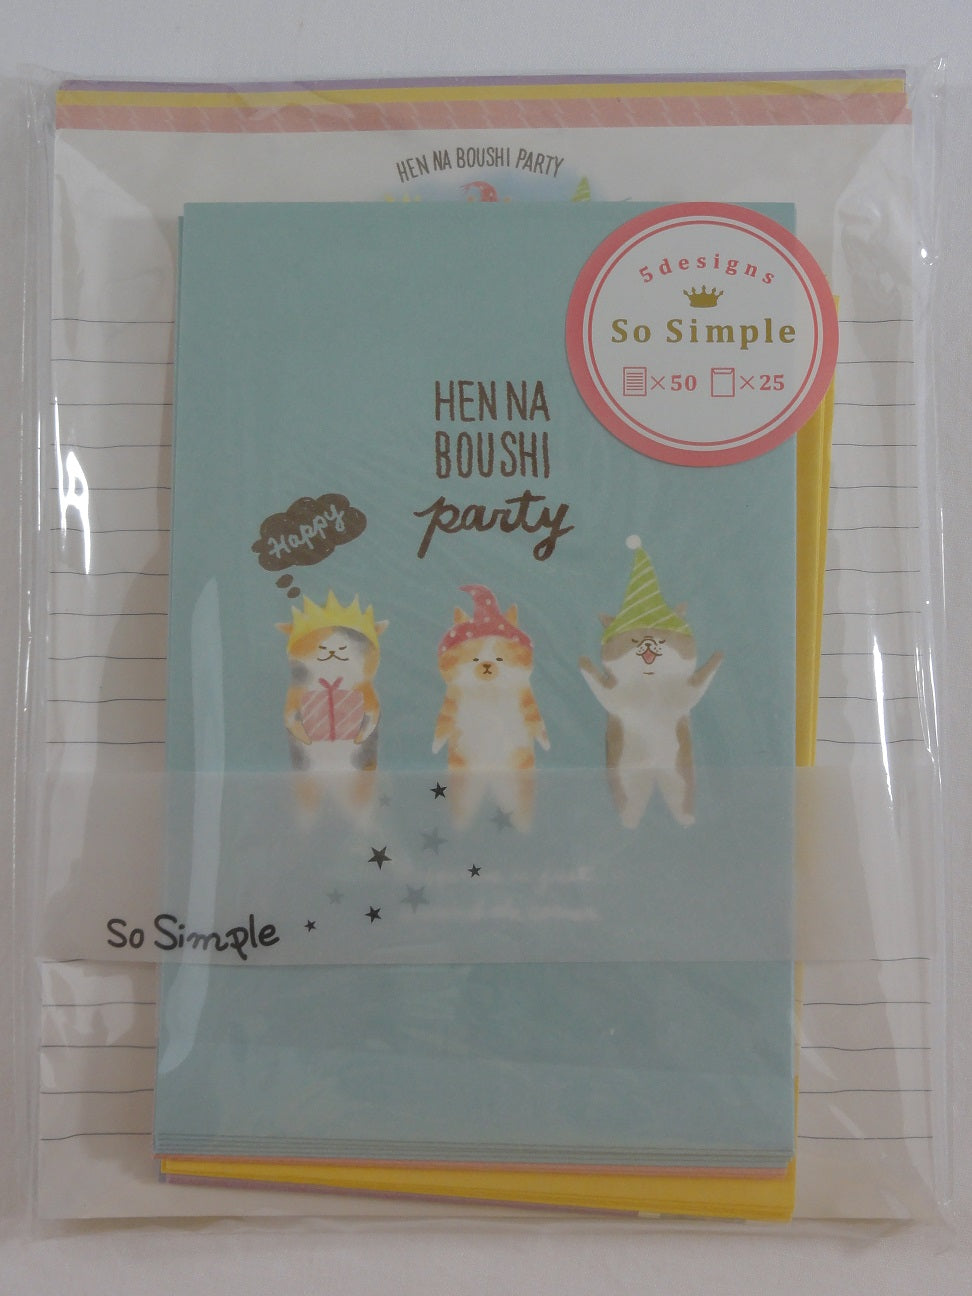 HEN NA BOUSHI PARTY
5designs
So Simple
×50 ×25
HEN NA
BOUSHI
party
Happy
So Simple